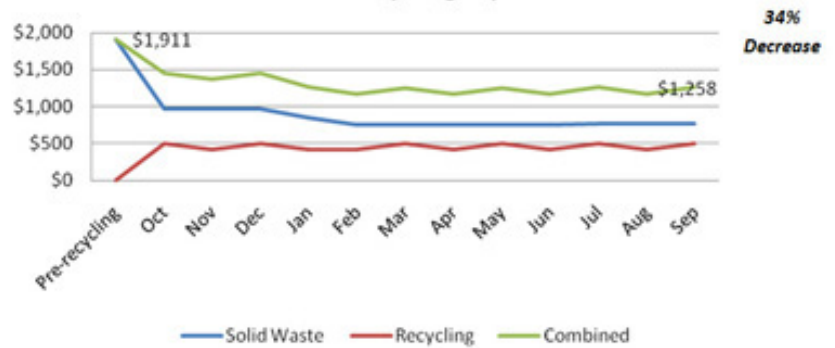 34%
Decrease
$2,000
$1,911
$1,500
$1,258
$1,000
$500
$0
Pre-recycling
Oct
Nov
Dec
Jan
Feb
Mar
Apr
May
Jun
Jul
Aug
Sep
Solid Waste Recycling Combined